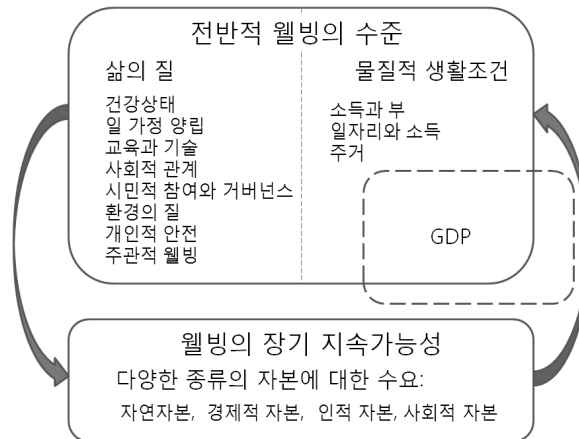 전반적 웰빙의 수준
삶의 질
건강상태
일 가정 양립
교육과 기술
사회적 관계
시민적 참여와 거버넌스
환경의 질
개인적 안전
주관적 웰빙
물질적 생활조건
소득과 부
일자리와 소득
주거
GDP
웰빙의 장기 지속가능성
다양한 종류의 자본에 대한 수요:
자연자본, 경제적 자본, 인적 자본, 사회적 자본